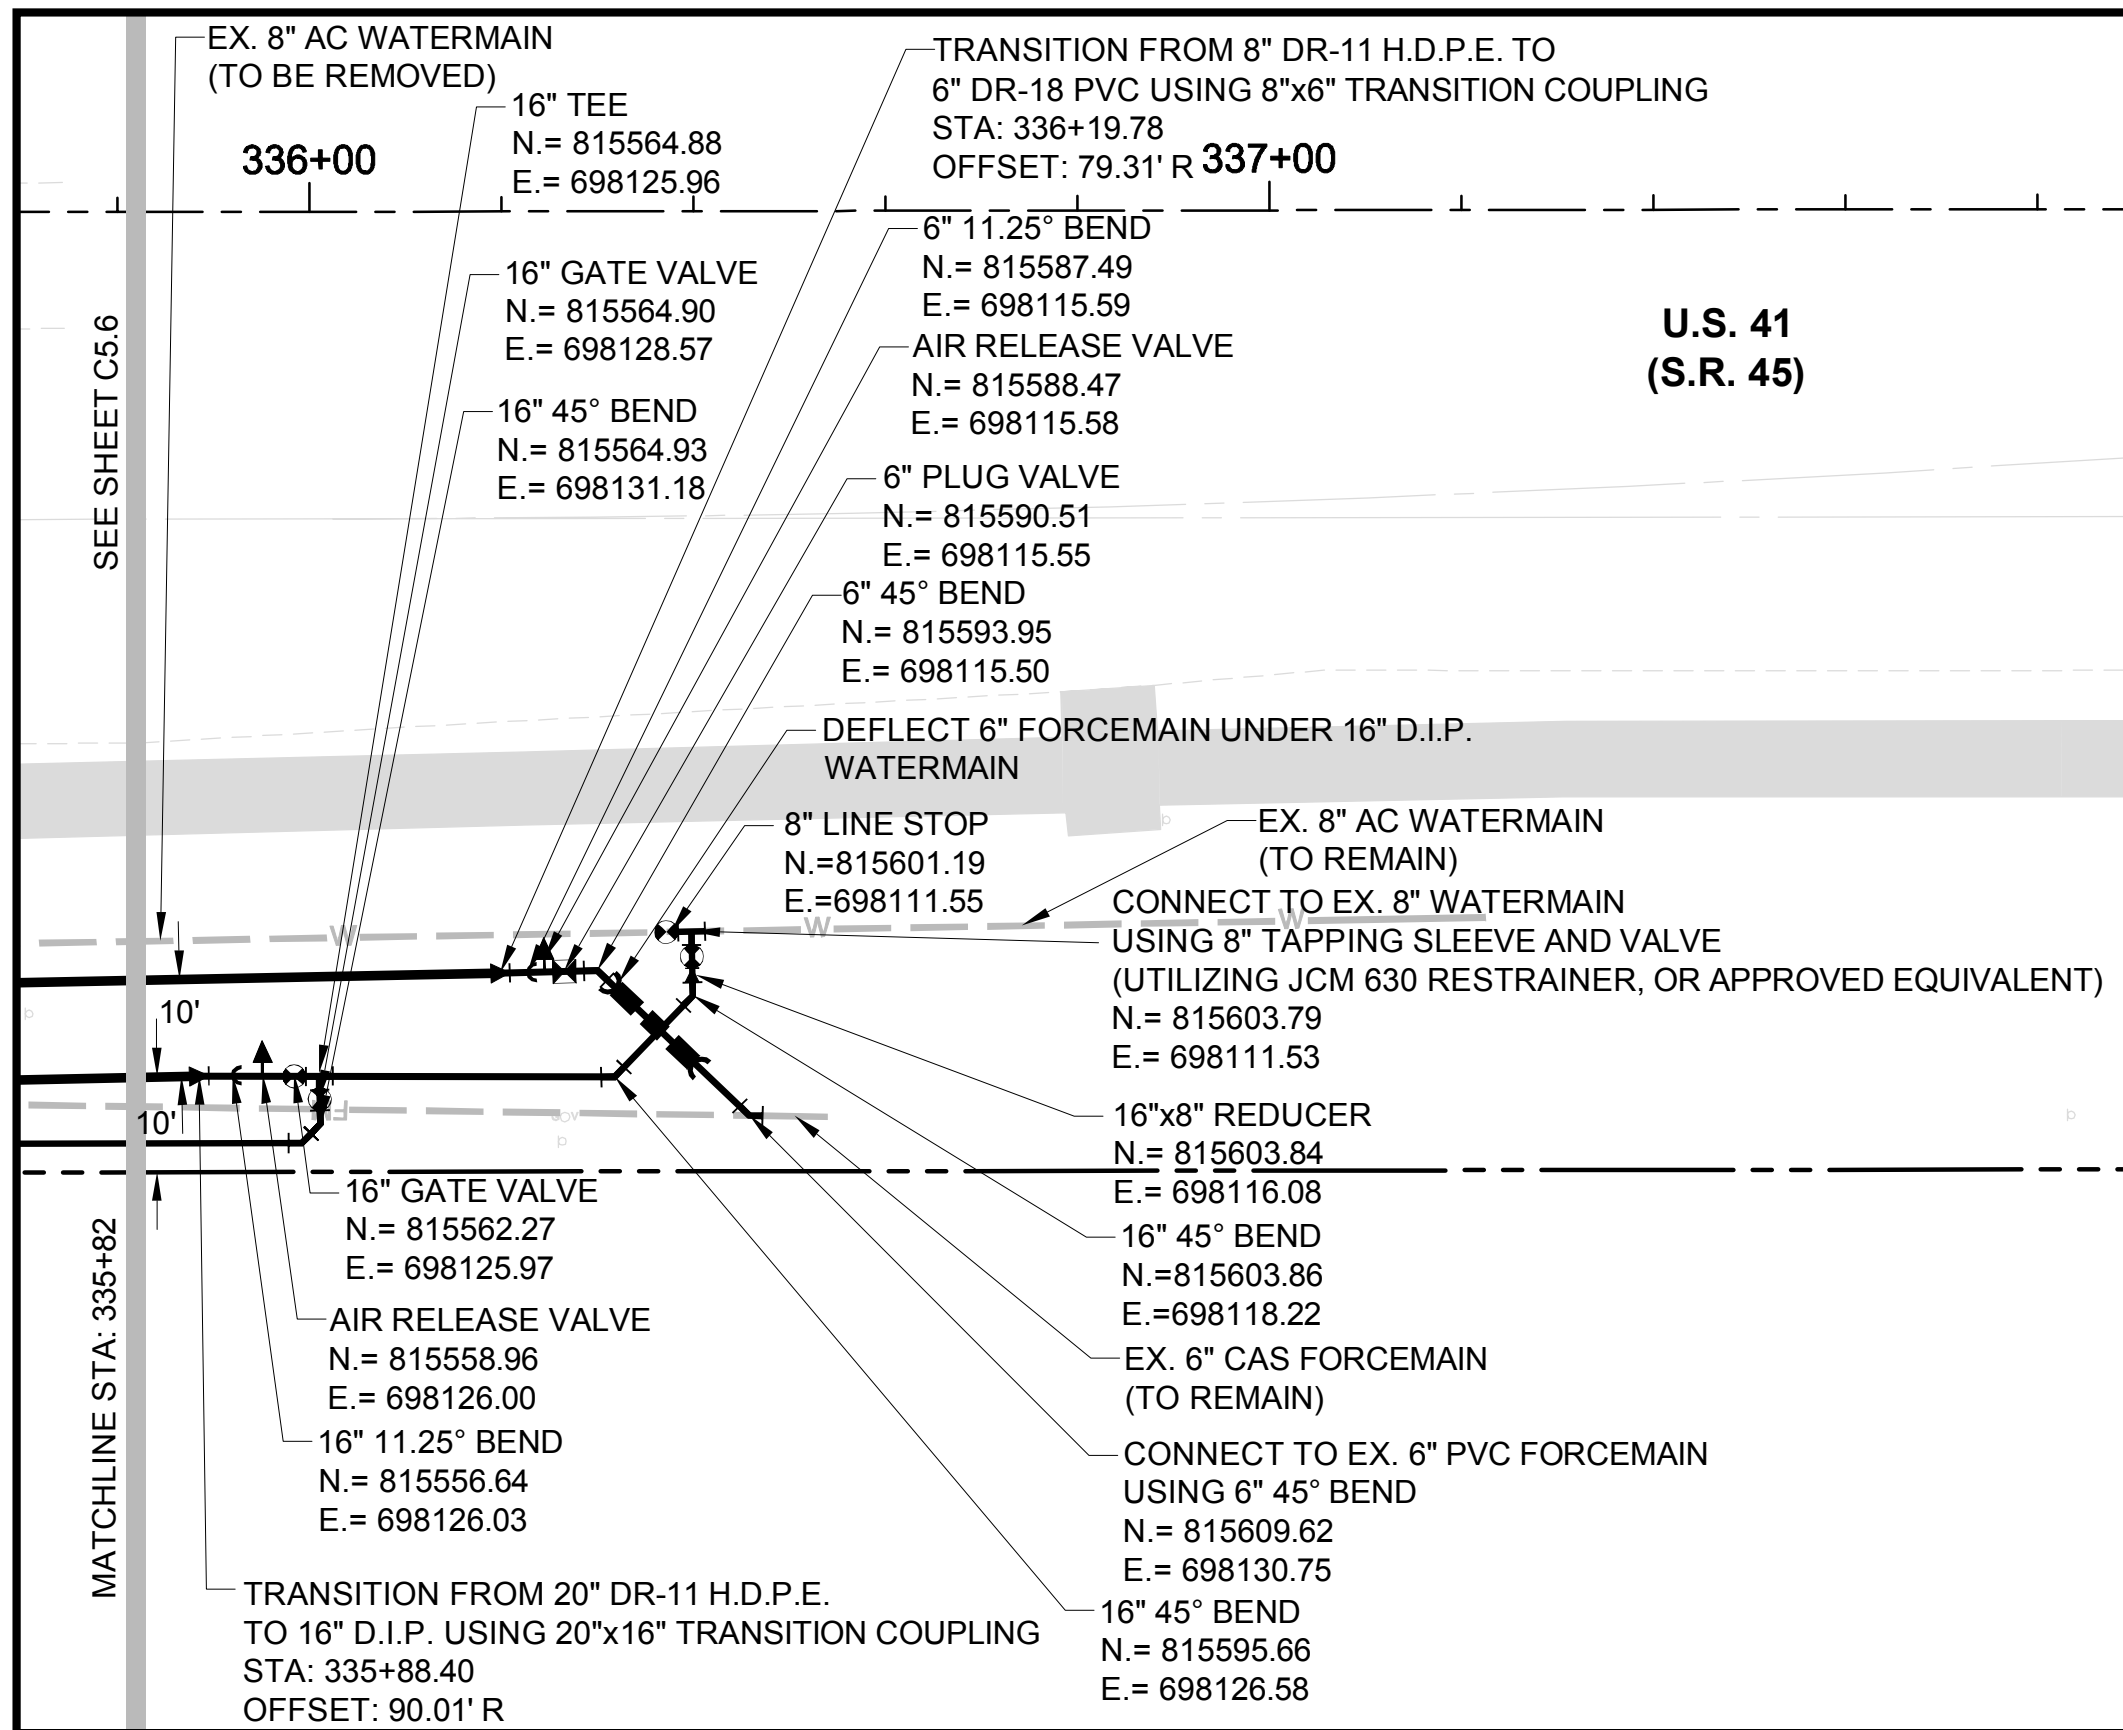 EX. 8" AC WATERMAIN
(TO BE REMOVED)
TRANSITION FROM 8" DR-11 H.D.P.E. TO
6" DR-18 PVC USING 8"x6" TRANSITION COUPLING
STA: 336+19.78
OFFSET: 79.31' R
16" TEE
N.= 815564.88
E.= 698125.96
336+00
337+00
6" 11.25° BEND
N.= 815587.49
E.= 698115.59
16" GATE VALVE
N.= 815564.90
E.= 698128.57
U.S. 41
(S.R. 45)
SEE SHEET C5.6
AIR RELEASE VALVE
N.= 815588.47
E.= 698115.58
16" 45° BEND
N.= 815564.93
E.= 698131.18
6" PLUG VALVE
N.= 815590.51
E.= 698115.55
6" 45° BEND
N.= 815593.95
E.= 698115.50
DEFLECT 6" FORCEMAIN UNDER 16" D.I.P.
WATERMAIN
8" LINE STOP
N.=815601.19
E.=698111.55
EX. 8" AC WATERMAIN
(TO REMAIN)
CONNECT TO EX. 8" WATERMAIN
USING 8" TAPPING SLEEVE AND VALVE
(UTILIZING JCM 630 RESTRAINER, OR APPROVED EQUIVALENT)
N.= 815603.79
E.= 698111.53
W
W
W
10'
10'
FM
16"x8" REDUCER
N.= 815603.84
E.= 698116.08
16" GATE VALVE
N.= 815562.27
E.= 698125.97
16" 45° BEND
N.=815603.86
E.=698118.22
MATCHLINE STA: 335+82
AIR RELEASE VALVE
N.= 815558.96
E.= 698126.00
EX. 6" CAS FORCEMAIN
(TO REMAIN)
16" 11.25° BEND
N.= 815556.64
E.= 698126.03
CONNECT TO EX. 6" PVC FORCEMAIN
USING 6" 45° BEND
N.= 815609.62
E.= 698130.75
TRANSITION FROM 20" DR-11 H.D.P.E.
TO 16" D.I.P. USING 20"x16" TRANSITION COUPLING
STA: 335+88.40
OFFSET: 90.01' R
16" 45° BEND
N.= 815595.66
E.= 698126.58